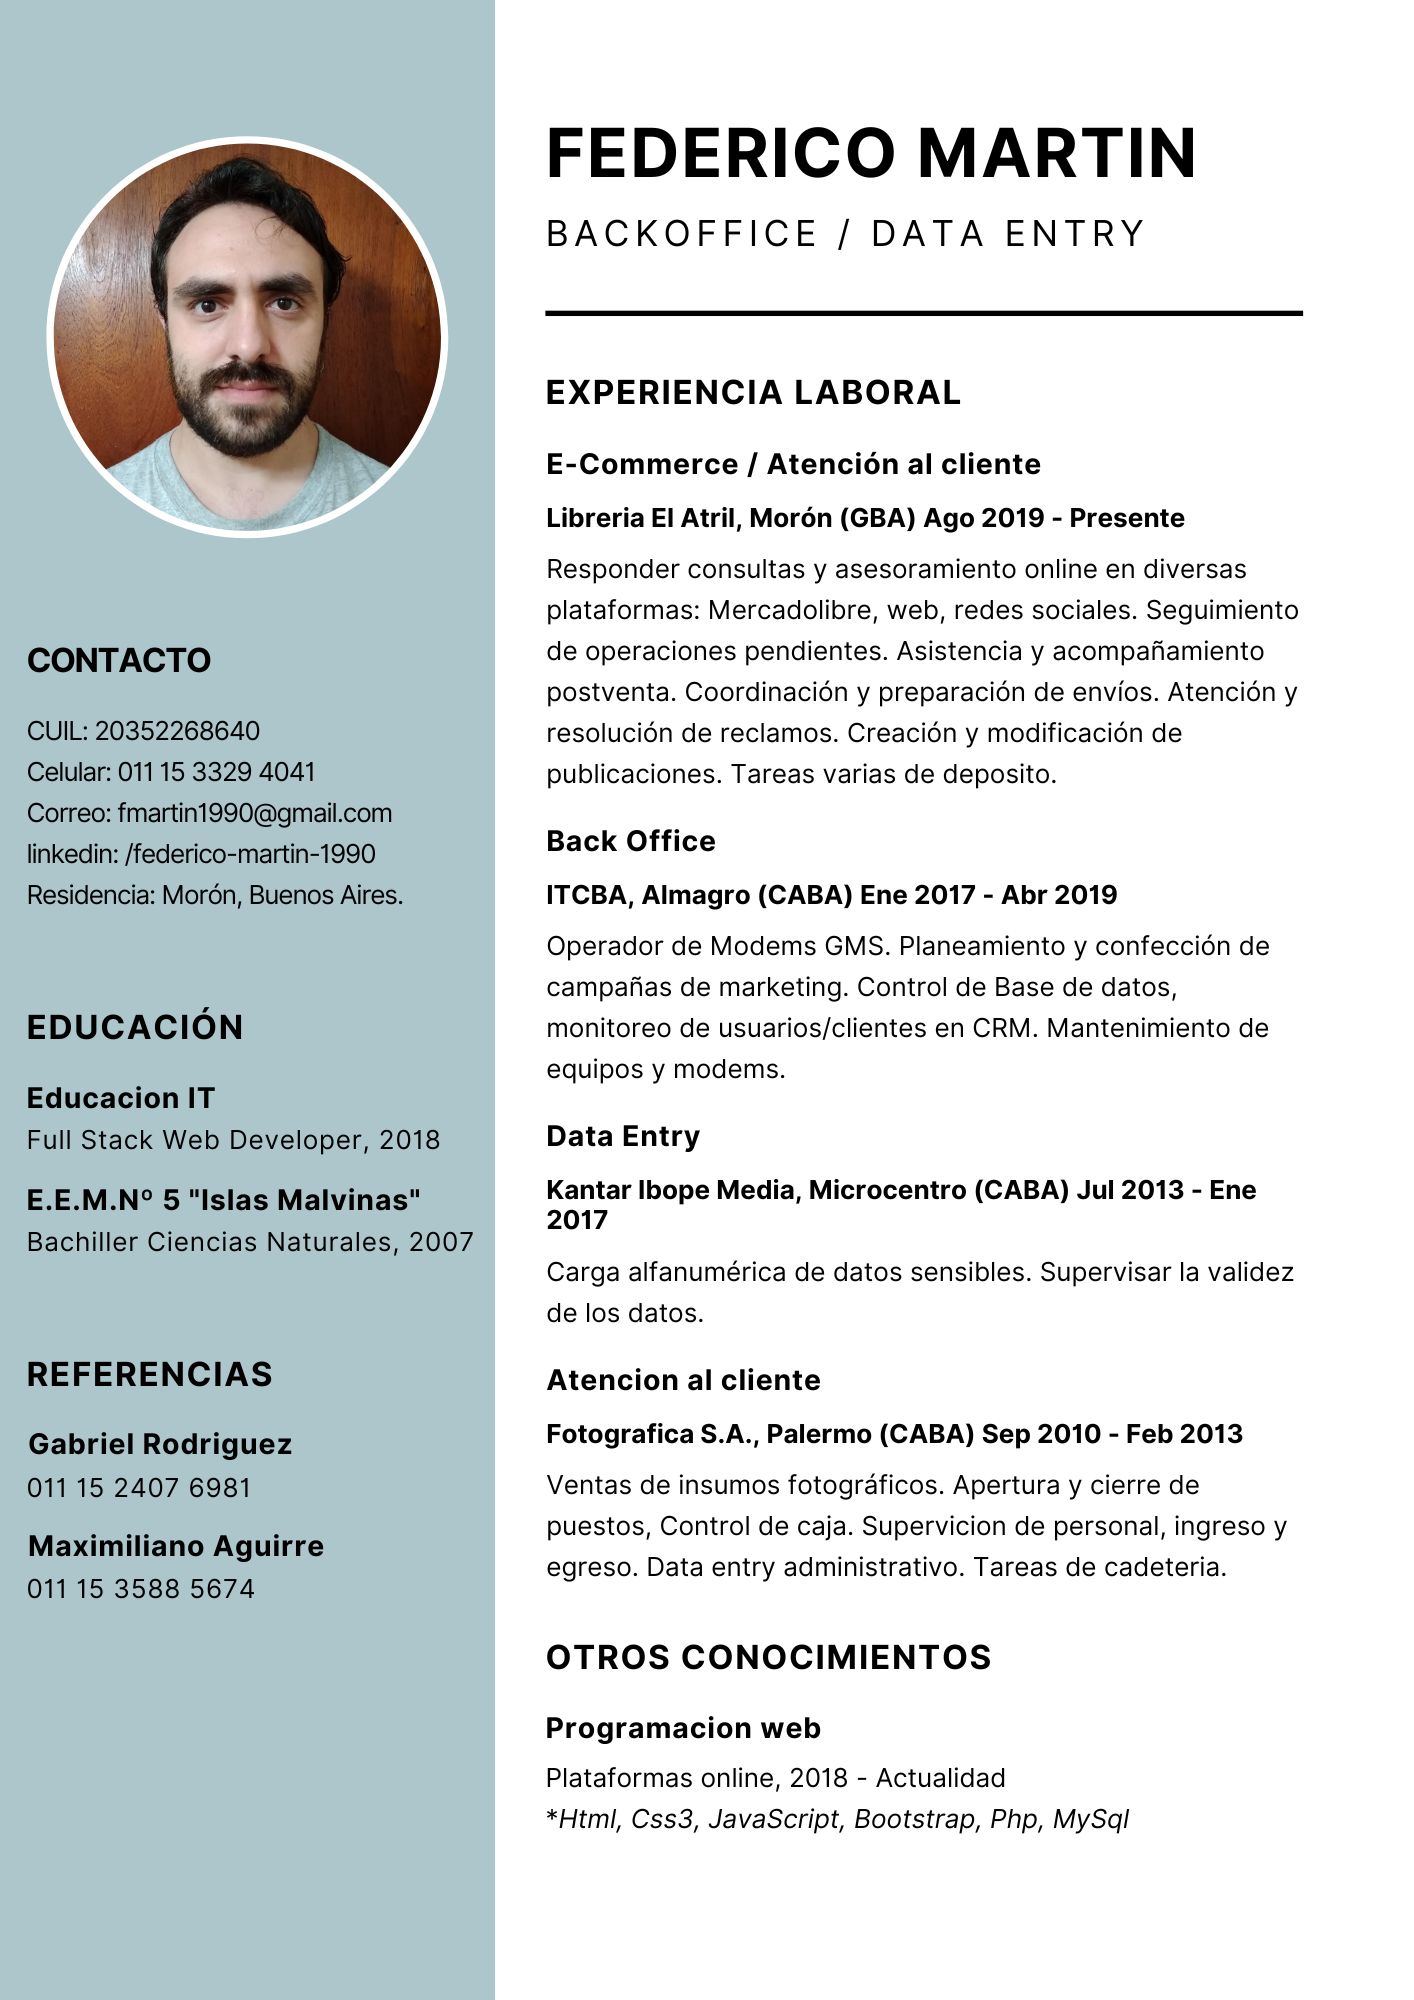 FEDERICO MARTIN
BACKOFFICE / DATA ENTRY
CONTACTO
CUIL: 20352268640
Celular: 011 15 3329 4041
Correo: fmartin1990@gmail.com
linkedin: /federico-martin-1990
Residencia: Morón, Buenos Aires.
EDUCACIÓN
Educacion IT
Full Stack Web Developer, 2018
E.E.M.Nº 5 "Islas Malvinas"
Bachiller Ciencias Naturales, 2007
REFERENCIAS
Gabriel Rodriguez
011 15 2407 6981
Maximiliano Aguirre
011 15 3588 5674
EXPERIENCIA LABORAL
E-Commerce / Atención al cliente
Libreria El Atril, Morón (GBA) Ago 2019 - Presente
Responder consultas y asesoramiento online en diversas
plataformas: Mercadolibre, web, redes sociales. Seguimiento
de operaciones pendientes. Asistencia y acompañamiento
postventa. Coordinación y preparación de envíos. Atención y
resolución de reclamos. Creación y modificación de
publicaciones. Tareas varias de deposito.
Back Office
ITCBA, Almagro (CABA) Ene 2017 - Abr 2019
Operador de Modems GMS. Planeamiento y confección de
campañas de marketing. Control de Base de datos,
monitoreo de usuarios/clientes en CRM. Mantenimiento de
equipos y modems.
Data Entry
Kantar Ibope Media, Microcentro (CABA) Jul 2013 - Ene
2017
Carga alfanumérica de datos sensibles. Supervisar la validez
de los datos.
Atencion al cliente
Fotografica S.A., Palermo (CABA) Sep 2010 - Feb 2013
Ventas de insumos fotográficos. Apertura y cierre de
puestos, Control de caja. Supervicion de personal, ingreso y
egreso. Data entry administrativo. Tareas de cadeteria.
OTROS CONOCIMIENTOS
Programacion web
Plataformas online, 2018 - Actualidad
*Html, Css3, JavaScript, Bootstrap, Php, MySql